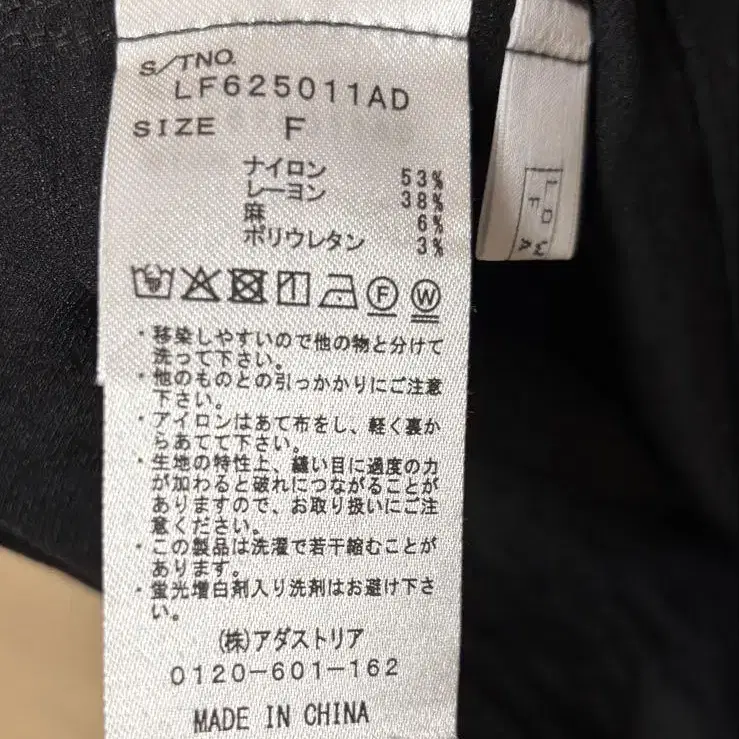 S/TNO.
LF625011AD
SIZE F
ナイロン 53%
レーヨン 38%
麻 6%
ポリウレタン 3%
F W
・移染しやすいので他の物と分けて
洗って下さい。
・他のものとの引っかかりにご注意
下さい。
・アイロンはあて布をし、軽く裏か
らあてて下さい。
・生地の特性上、縫い目に過度の力
が加わると破れにつながることが
ありますので、お取り扱いにご注
意ください。
・この製品は洗濯で若干縮むことが
あります。
・蛍光増白剤入り洗剤はお避け下さ
い。
(株)アダストリア
0120-601-162
MADE IN CHINA